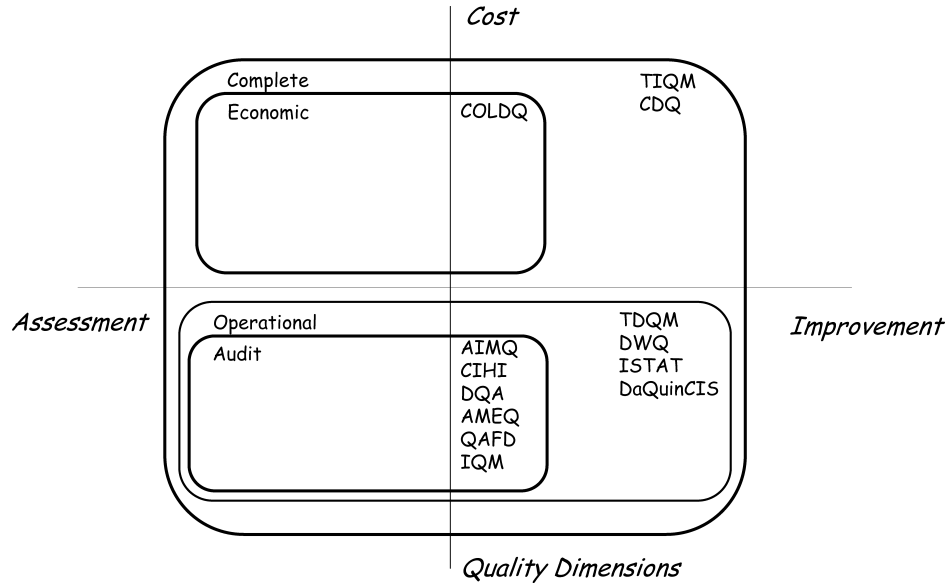 Cost
Complete
TIQM
CDQ
Economic
COLDQ
Assessment
Improvement
Operational
TDQM
DWQ
ISTAT
DaQuinCIS
Audit
AIMQ
CIHI
DQA
AMEQ
QAFD
IQM
Quality Dimensions